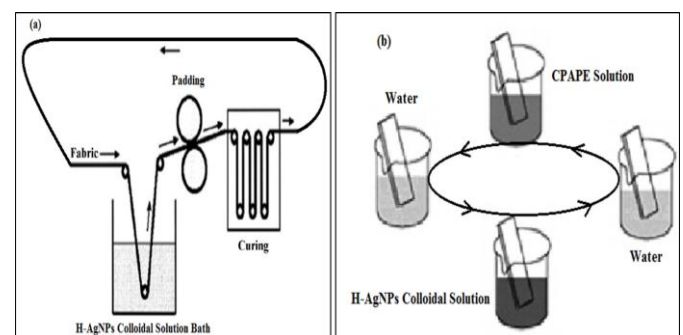 (a)
Padding
Fabric
Curing
H-AgNPs Colloidal Solution Bath
(b)
CPAPE Solution
Water
Water
H-AgNPs Colloidal Solution